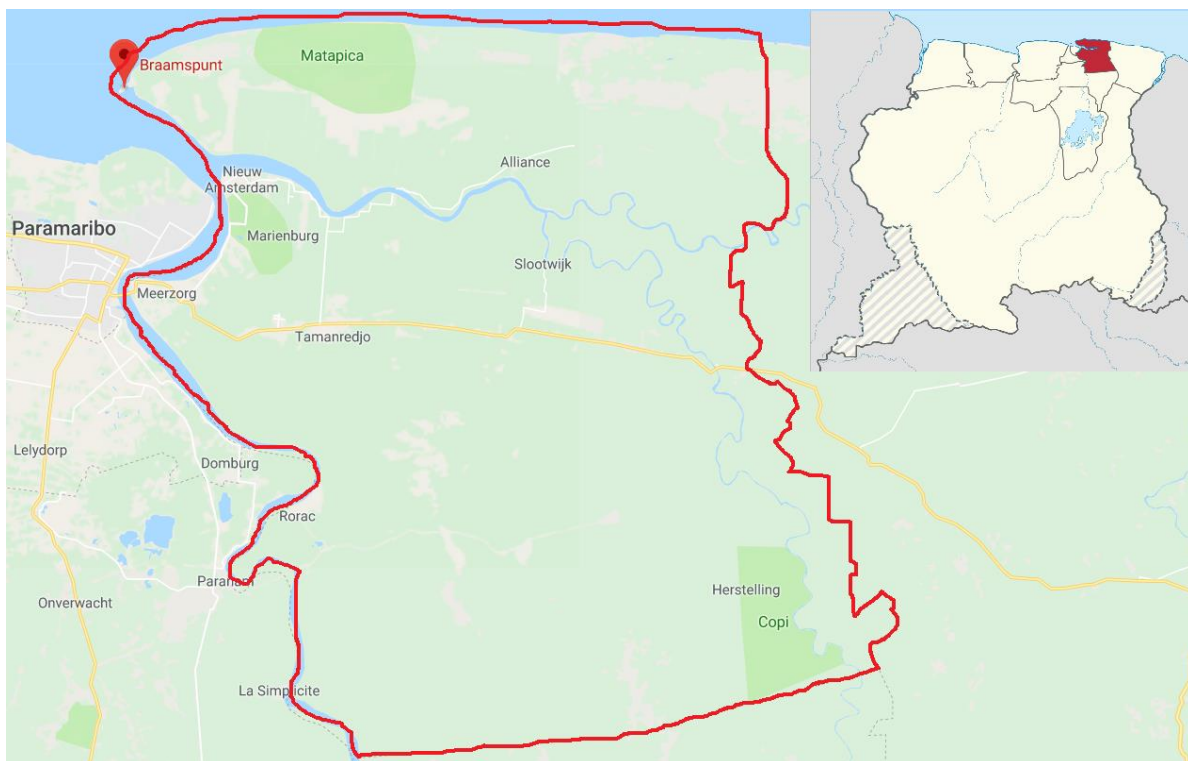 Braamspunt
Matapica
Alliance
Nieuw
Amsterdam
Paramaribo
Marienburg
Slootwijk
Meerzorg
Tamanredjo
Lelydorp
Domburg
Rorac
Paranam
Onverwacht
Herstelling
Copi
La Simplicite